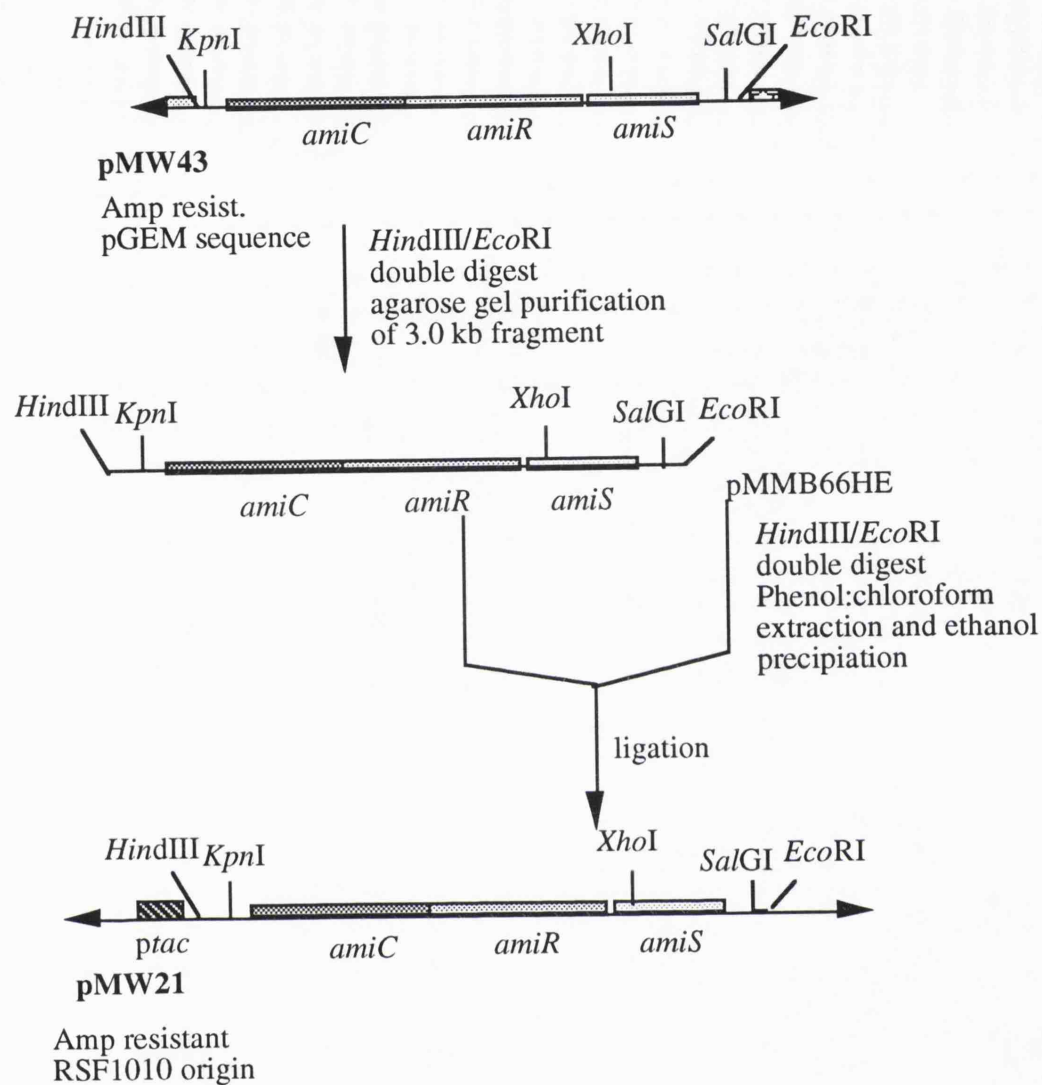 HindIII KpnI XhoI SalGI EcoRI
amiC amiR amiS
pMW43
Amp resist.
pGEM sequence
HindIII/EcoRI
double digest
agarose gel purification
of 3.0 kb fragment
HindIII KpnI XhoI SalGI EcoRI
amiC amiR amiS
pMMB66HE
HindIII/EcoRI
double digest
Phenol:chloroform
extraction and ethanol
precipiation
ligation
HindIII KpnI XhoI SalGI EcoRI
ptac amiC amiR amiS
pMW21
Amp resistant
RSF1010 origin